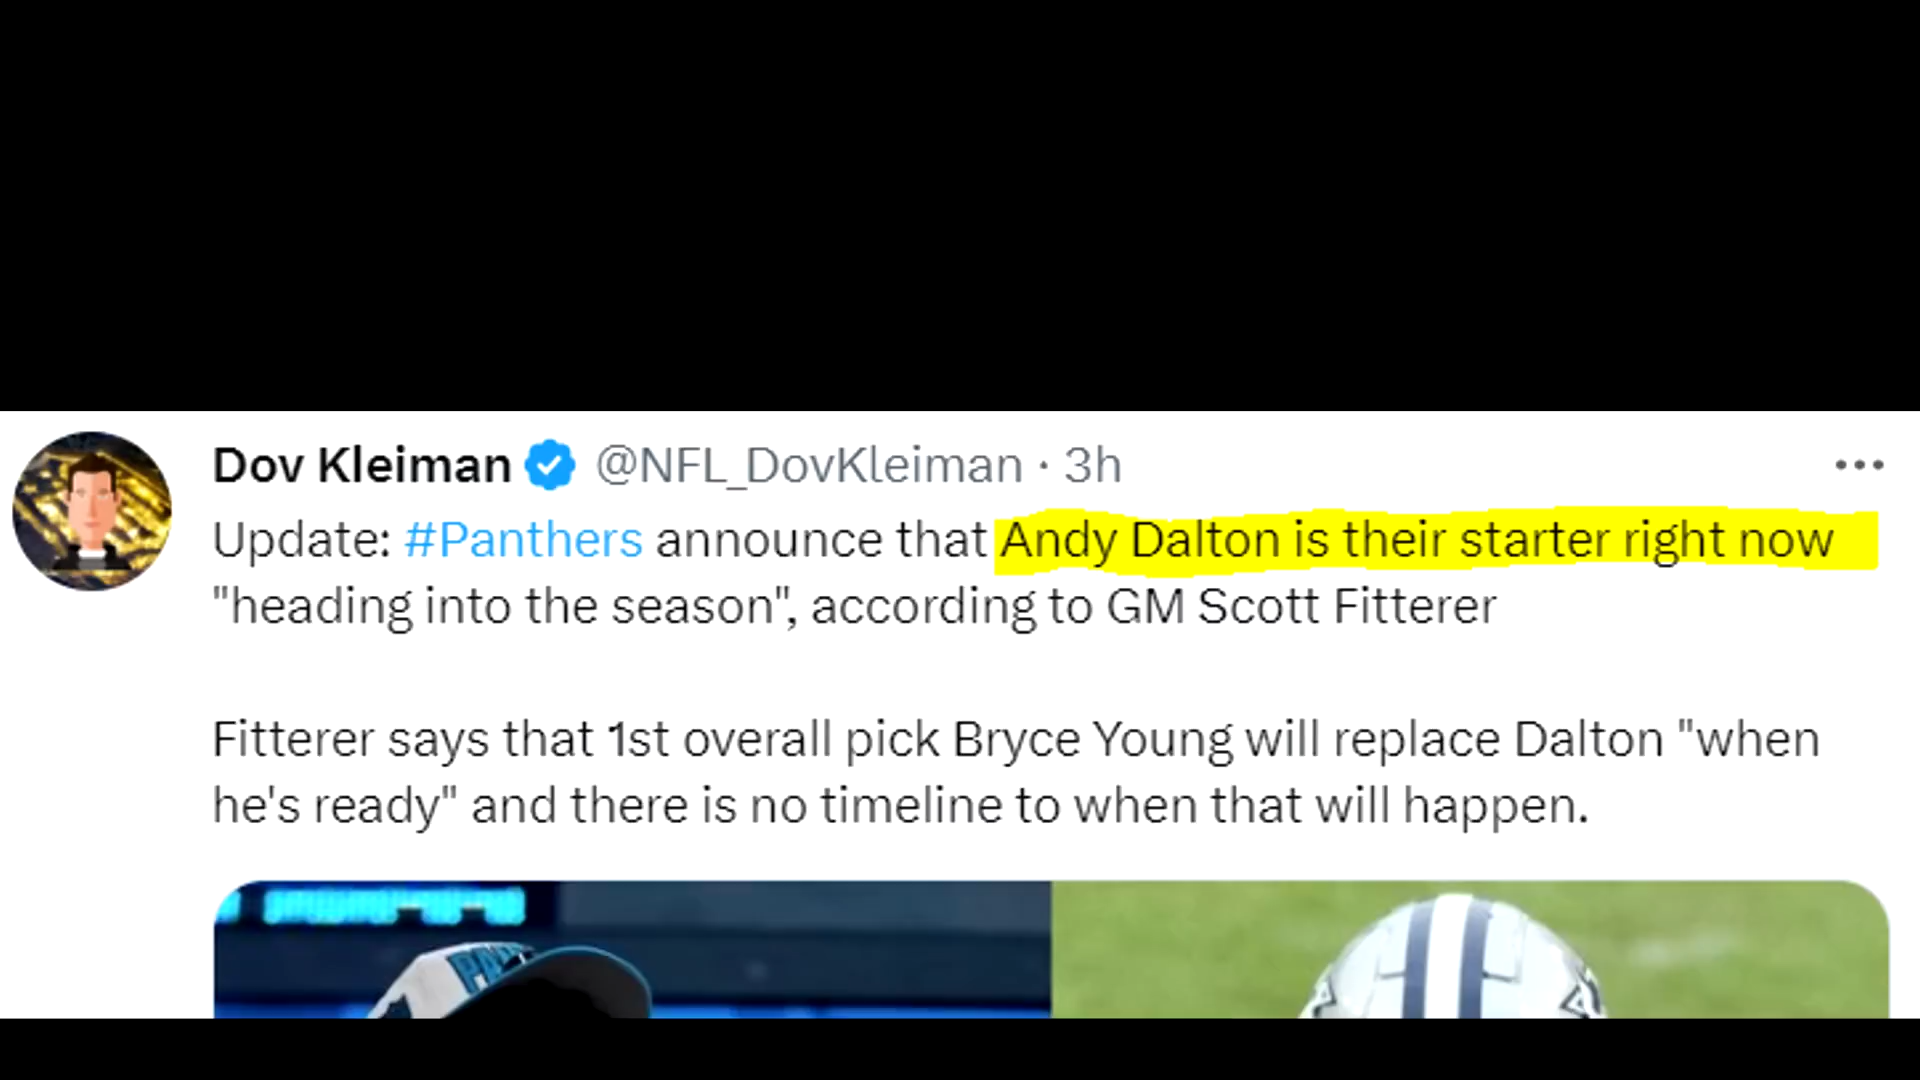 Dov Kleiman @NFL_DovKleiman · 3h
Update: #Panthers announce that Andy Dalton is their starter right now
"heading into the season", according to GM Scott Fitterer
Fitterer says that 1st overall pick Bryce Young will replace Dalton "when
he's ready" and there is no timeline to when that will happen.